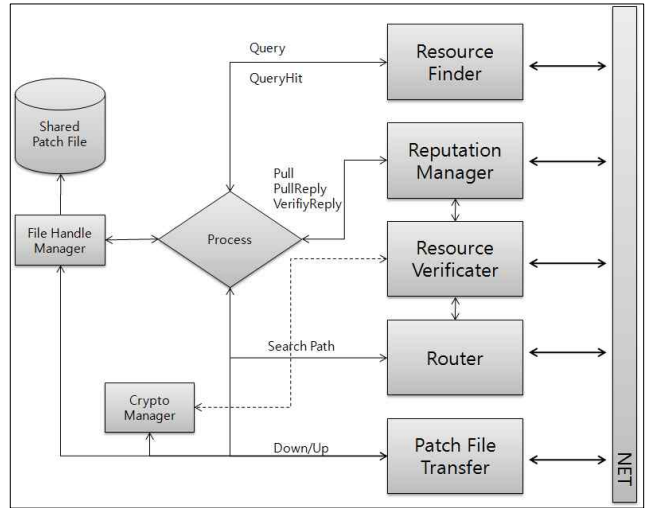 Query
QueryHit
Resource
Finder
Shared
Patch File
Pull
PullReply
VerifiyReply
Reputation
Manager
File Handle
Manager
Process
Resource
Verificater
Search Path
Router
Crypto
Manager
Down/Up
Patch File
Transfer
NET